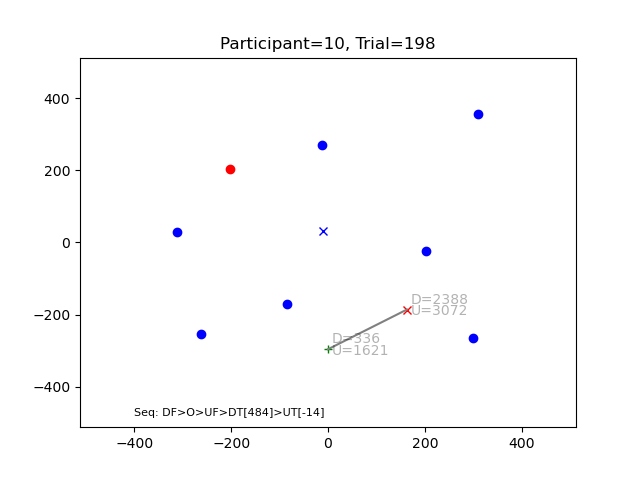 Participant=10, Trial=198
400
200
0
−200
−400
D=2388
U=3072
D=336
U=1621
Seq: DF>O>UF>DT[484]>UT[-14]
−400
−200
0
200
400